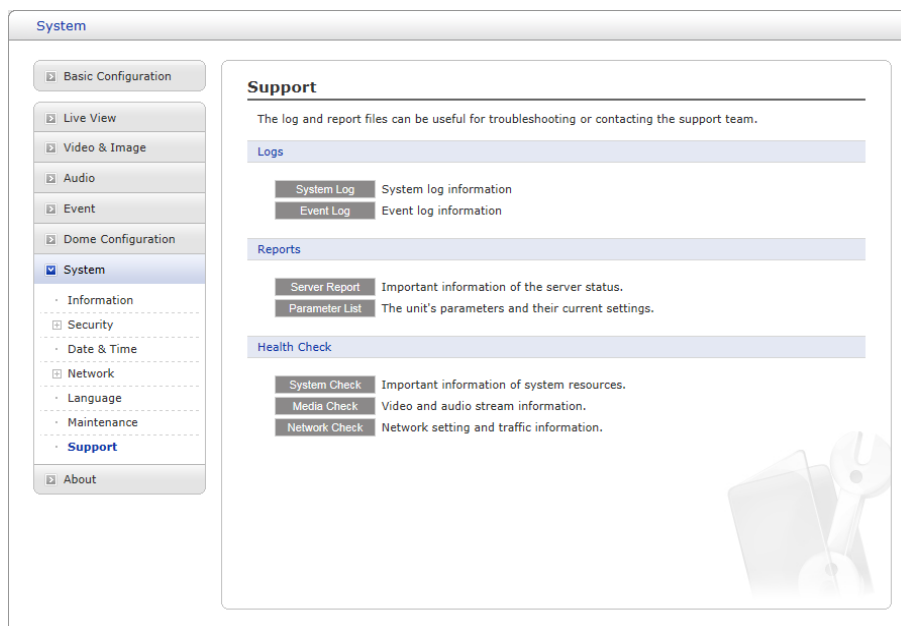 System
Basic Configuration
Live View
Video & Image
Audio
Event
Dome Configuration
System
Information
Security
Date & Time
Network
Language
Maintenance
Support
About
Support
The log and report files can be useful for troubleshooting or contacting the support team.
Logs
System Log System log information
Event Log Event log information
Reports
Server Report Important information of the server status.
Parameter List The unit's parameters and their current settings.
Health Check
System Check Important information of system resources.
Media Check Video and audio stream information.
Network Check Network setting and traffic information.